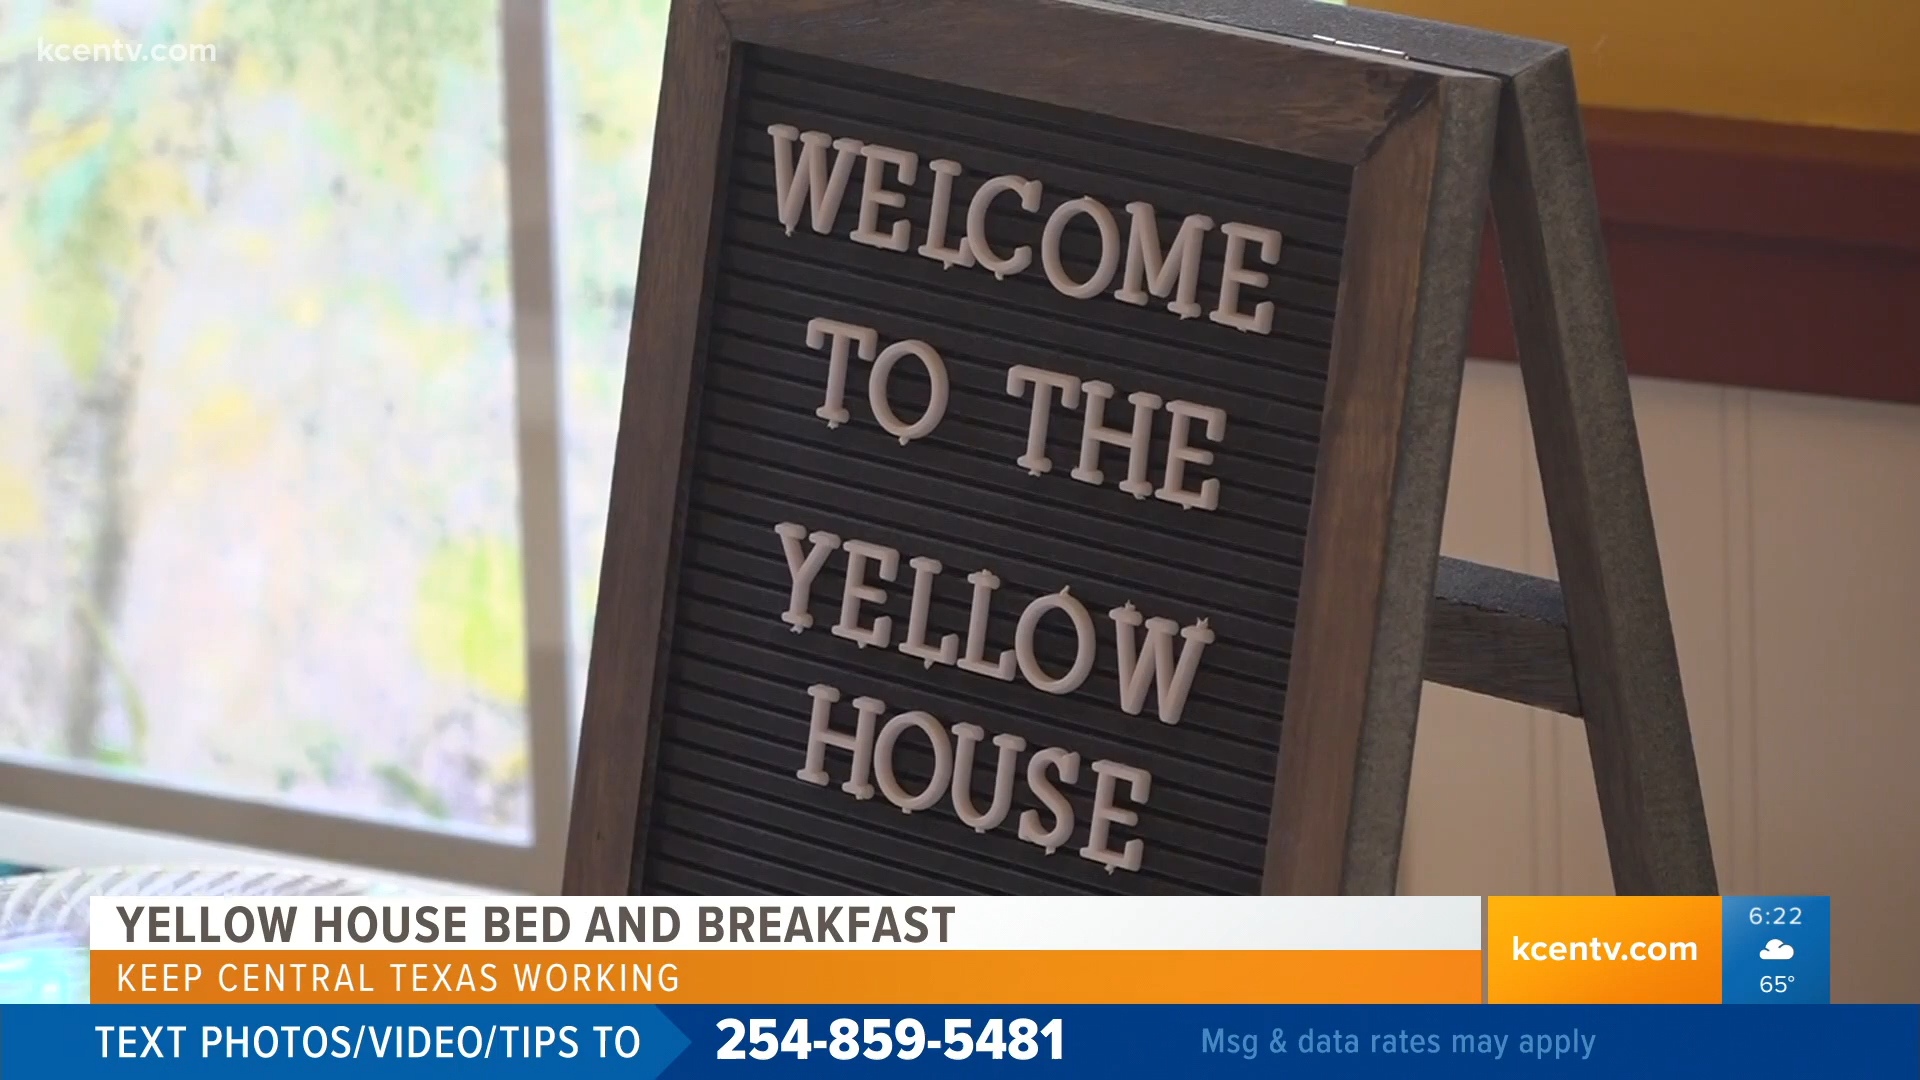 kcentv.com
WELCOME
TO THE
YELLOW
HOUSE
YELLOW HOUSE BED AND BREAKFAST
KEEP CENTRAL TEXAS WORKING
kcentv.com
6:22
65°
TEXT PHOTOS/VIDEO/TIPS TO 254-859-5481 Msg & data rates may apply